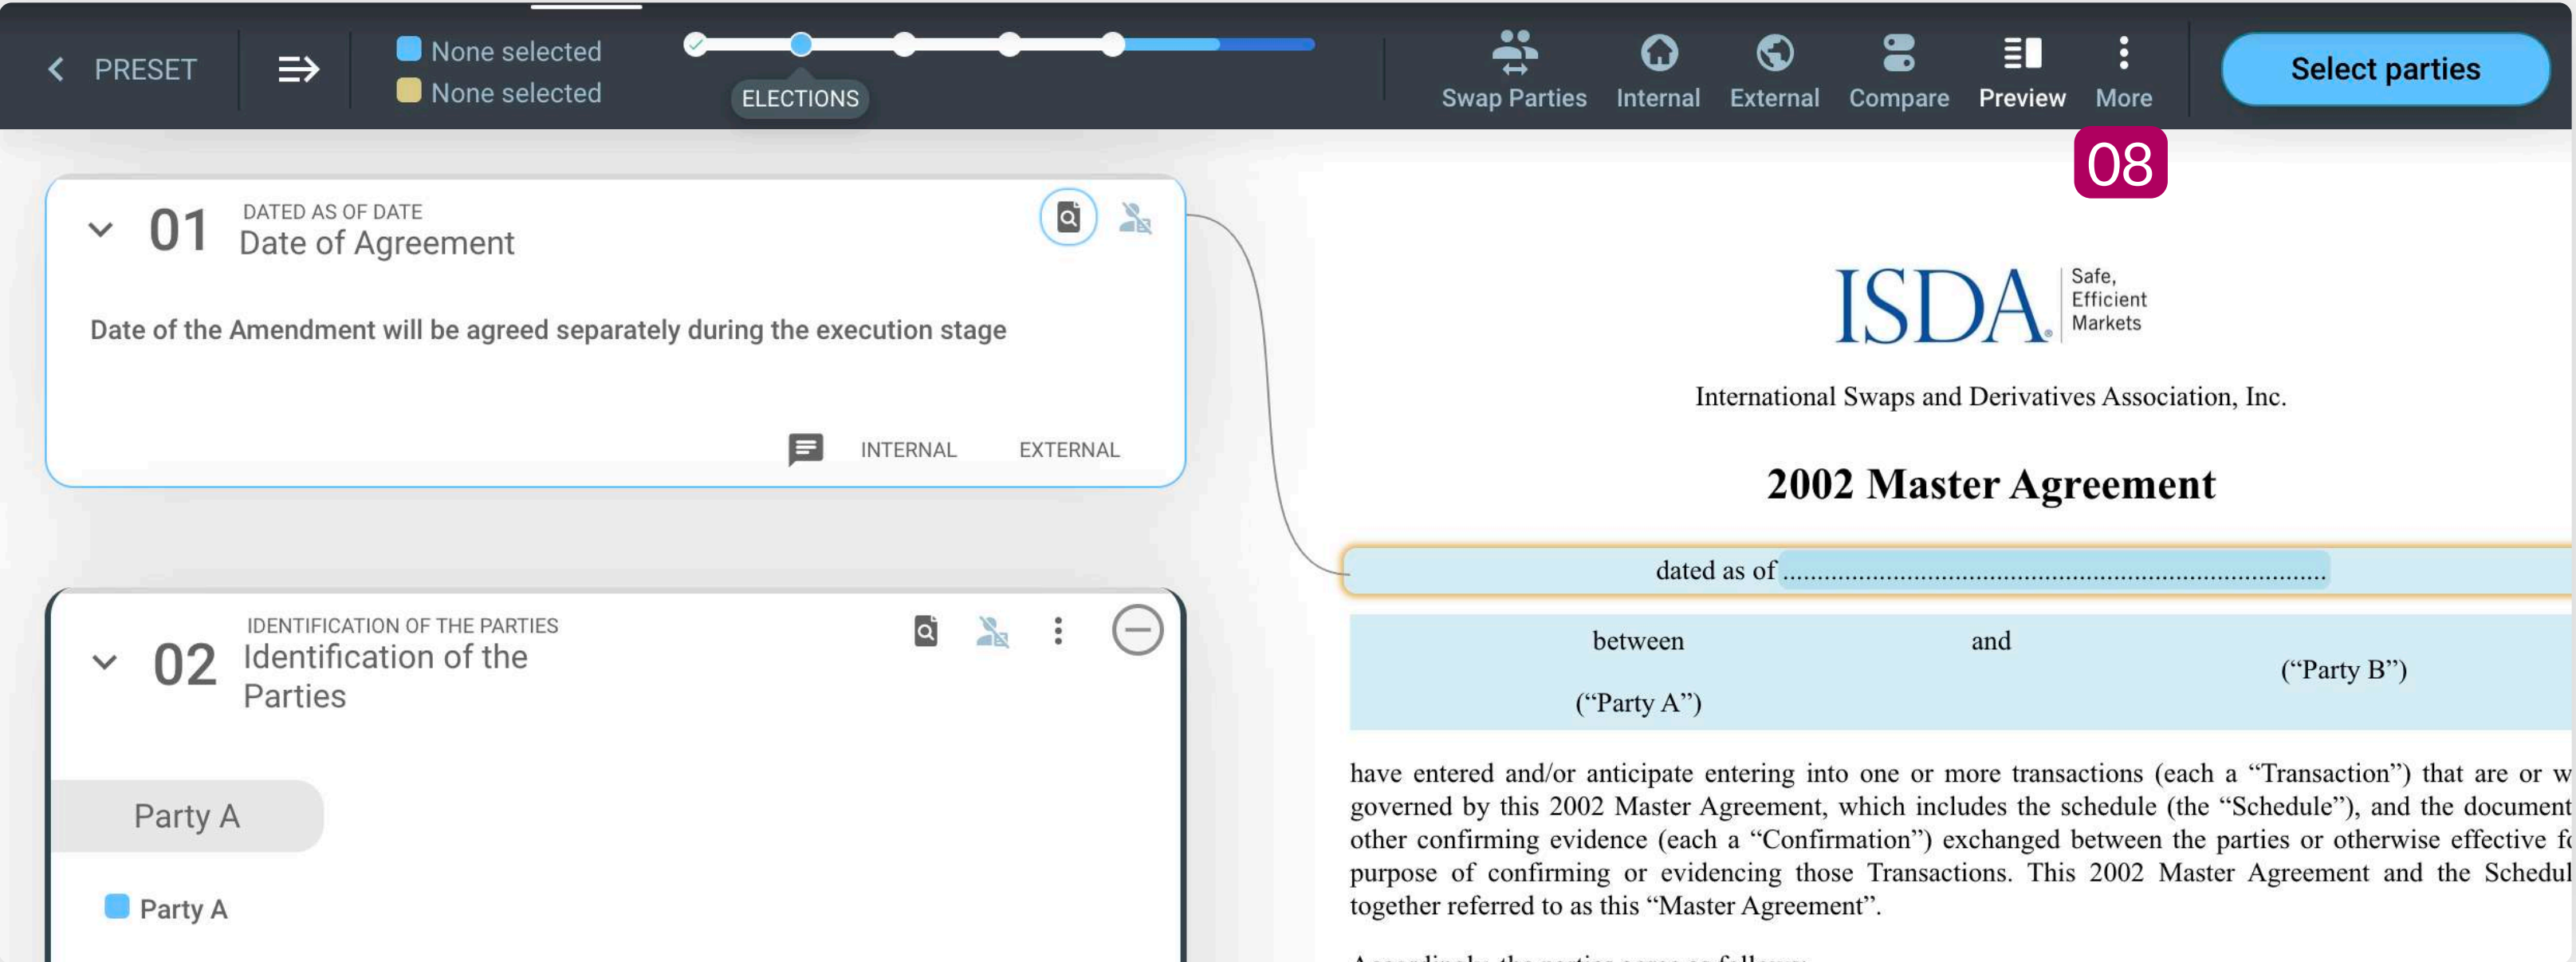 PRESET
None selected
None selected
ELECTIONS
Swap Parties
Internal
External
Compare
Preview
More
Select parties
08
01
DATED AS OF DATE
Date of Agreement
Date of the Amendment will be agreed separately during the execution stage
INTERNAL
EXTERNAL
02
IDENTIFICATION OF THE PARTIES
Identification of the
Parties
Party A
Party A
ISDA®
Safe,
Efficient
Markets
International Swaps and Derivatives Association, Inc.
2002 Master Agreement
dated as of ....................................................................................
between and
(“Party B”)
(“Party A”)
have entered and/or anticipate entering into one or more transactions (each a “Transaction”) that are or
governed by this 2002 Master Agreement, which includes the schedule (the “Schedule”), and the document
other confirming evidence (each a “Confirmation”) exchanged between the parties or otherwise effective
purpose of confirming or evidencing those Transactions. This 2002 Master Agreement and the Schedul
together referred to as this “Master Agreement”.